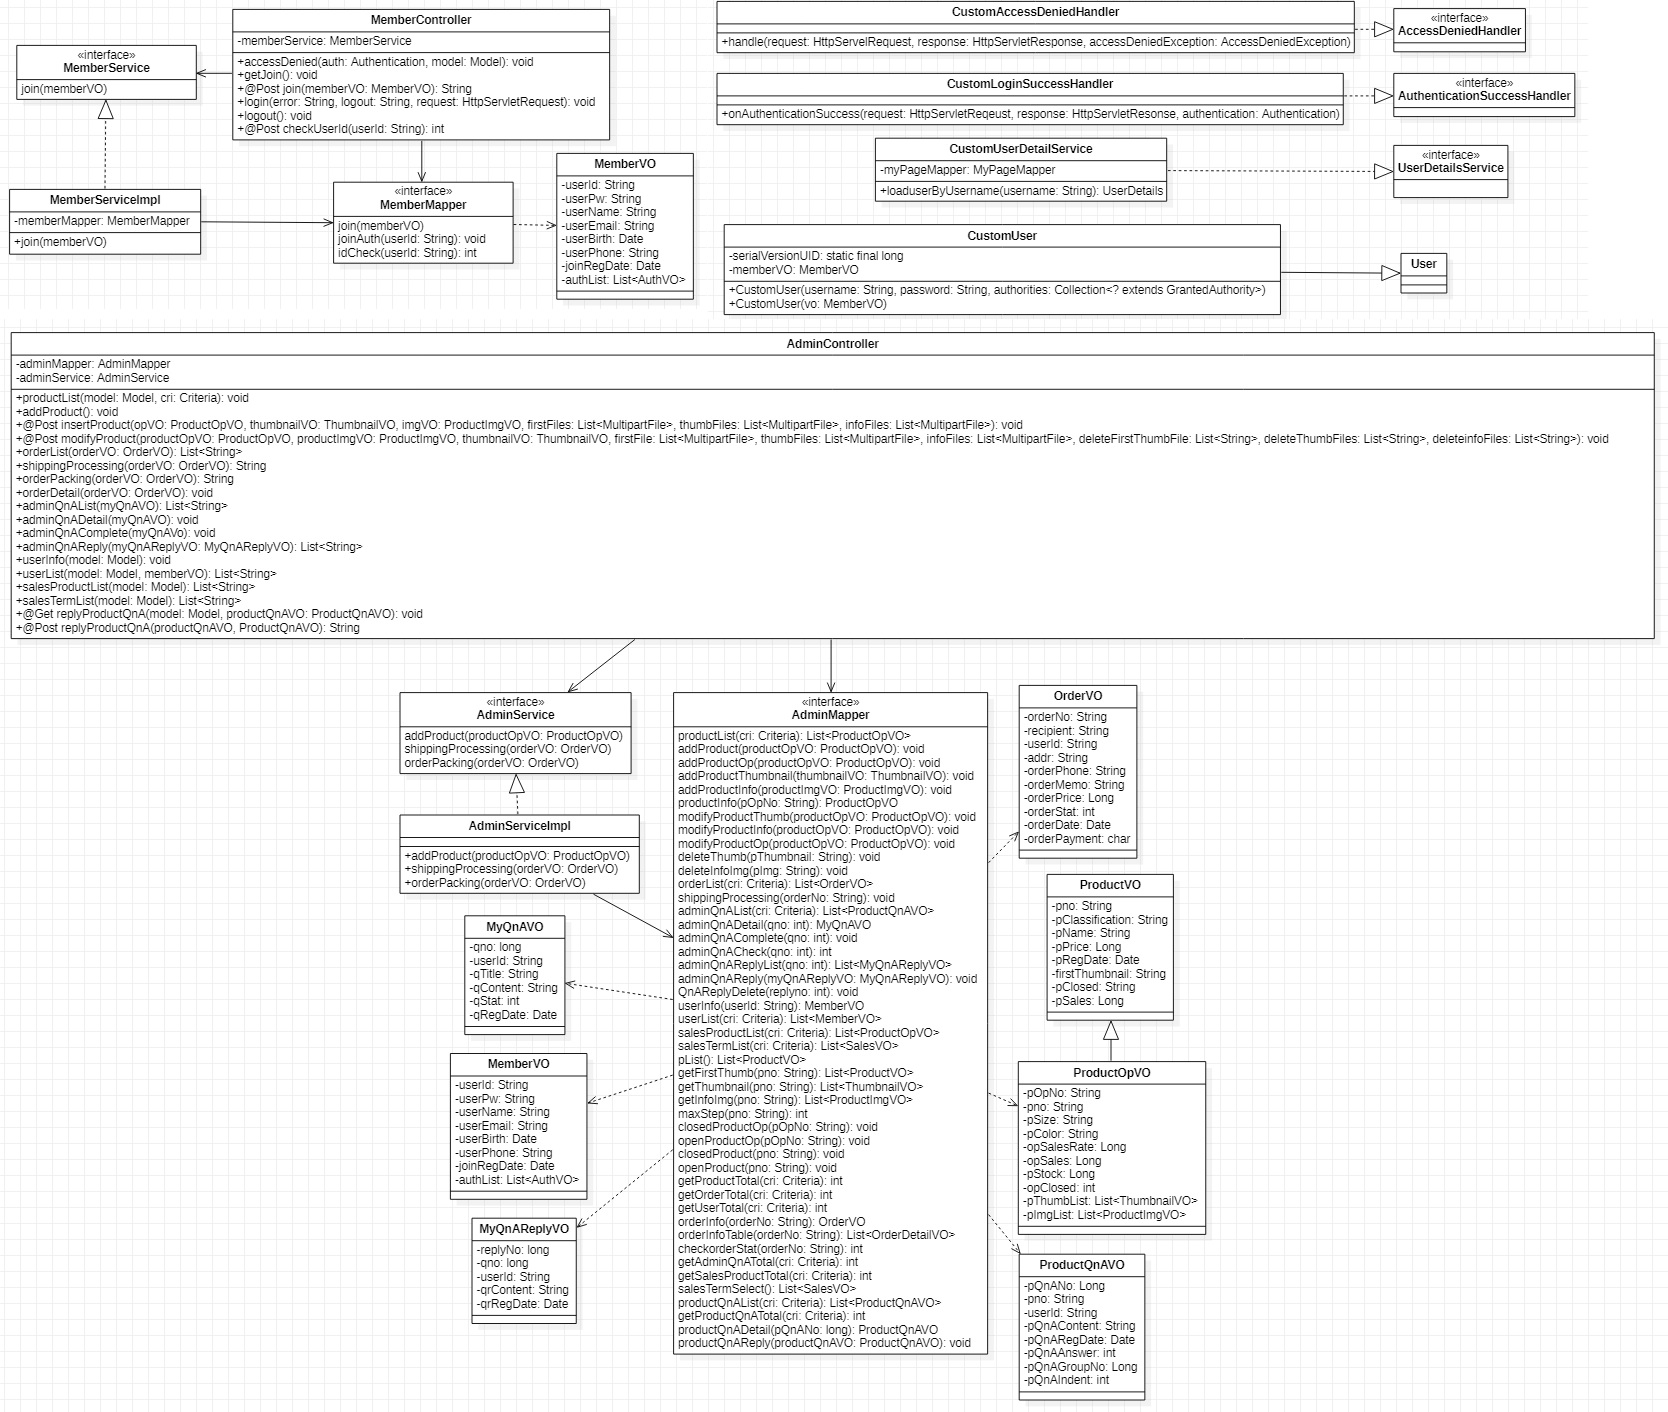 MemberController
-memberService: MemberService
+accessDenied(auth: Authentication, model: Model): void
+getJoin(): void
+@Post join(memberVO: MemberVO): String
+login(error: String, logout: String, request: HttpServletRequest): void
+logout(): void
+@Post checkUserId(userId: String): int
«interface»
MemberService
join(memberVO)
MemberServiceImpl
-memberMapper: MemberMapper
+join(memberVO)
«interface»
MemberMapper
join(memberVO)
joinAuth(userId: String): void
idCheck(userId: String): int
MemberVO
-userId: String
-userPw: String
-userName: String
-userEmail: String
-userBirth: Date
-userPhone: String
-joinRegDate: Date
-authList: List<AuthVO>
CustomAccessDeniedHandler
+handle(request: HttpServelRequest, response: HttpServletResponse, accessDeniedException: AccessDeniedException)
«interface»
AccessDeniedHandler
CustomLoginSuccessHandler
+onAuthenticationSuccess(request: HttpServletReqeust, response: HttpServletResonse, authentication: Authentication)
«interface»
AuthenticationSuccessHandler
CustomUserDetailService
-myPageMapper: MyPageMapper
+loaduserByUsername(username: String): UserDetails
«interface»
UserDetailsService
CustomUser
-serialVersionUID: static final long
-memberVO: MemberVO
+CustomUser(username: String, password: String, authorities: Collection<? extends GrantedAuthority>)
+CustomUser(vo: MemberVO)
User
AdminController
-adminMapper: AdminMapper
-adminService: AdminService
+productList(model: Model, cri: Criteria): void
+addProduct(): void
+@Post insertProduct(opVO: ProductOpVO, thumbnailVO: ThumbnailVO, imgVO: ProductImgVO, firstFiles: List<MultipartFile>, thumbFiles: List<MultipartFile>, infoFiles: List<MultipartFile>): void
+@Post modifyProduct(productOpVO: ProductOpVO, productImgVO: ProductImgVO, thumbnailVO: ThumbnailVO, firstFile: List<MultipartFile>, thumbFiles: List<MultipartFile>, infoFiles: List<MultipartFile>, deleteFirstThumbFile: List<String>, deleteThumbFiles: List<String>, deleteinfoFiles: List<String>): void
+orderList(orderVO: OrderVO): List<String>
+shippingProcessing(orderVO: OrderVO): String
+orderPacking(orderVO: OrderVO): String
+orderDetail(orderVO: OrderVO): void
+adminQnAList(myQnAVO): List<String>
+adminQnADetail(myQnAVO): void
+adminQnAComplete(myQnAVo): void
+adminQnAReply(myQnAReplyVO: MyQnAReplyVO): List<String>
+userInfo(model: Model): void
+userList(model: Model, memberVO): List<String>
+salesProductList(model: Model): List<String>
+salesTermList(model: Model): List<String>
+@Get replyProductQnA(model: Model, productQnAVO: ProductQnAVO): void
+@Post replyProductQnA(productQnAVO, ProductQnAVO): String
«interface»
AdminService
addProduct(productOpVO: ProductOpVO)
shippingProcessing(orderVO: OrderVO)
orderPacking(orderVO: OrderVO)
AdminServiceImpl
+addProduct(productOpVO: ProductOpVO)
+shippingProcessing(orderVO: OrderVO)
+orderPacking(orderVO: OrderVO)
MyQnAVO
-qno: long
-userId: String
-qTitle: String
-qContent: String
-qStat: int
-qRegDate: Date
MemberVO
-userId: String
-userPw: String
-userName: String
-userEmail: String
-userBirth: Date
-userPhone: String
-joinRegDate: Date
-authList: List<AuthVO>
MyQnAReplyVO
-replyNo: long
-qno: long
-userId: String
-qrContent: String
-qrRegDate: Date
«interface»
AdminMapper
productList(cri: Criteria): List<ProductOpVO>
addProduct(productOpVO: ProductOpVO): void
addProductOp(productOpVO: ProductOpVO): void
addProductThumbnail(thumbnailVO: ThumbnailVO): void
addProductInfo(productImgVO: ProductImgVO): void
productInfo(pOpNo: String): ProductOpVO
modifyProductThumb(productOpVO: ProductOpVO): void
modifyProductInfo(productOpVO: ProductOpVO): void
modifyProductOp(productOpVO: ProductOpVO): void
deleteThumb(pThumbnail: String): void
deleteInfoImg(pImg: String): void
orderList(cri: Criteria): List<OrderVO>
shippingProcessing(orderNo: String): void
adminQnAList(cri: Criteria): List<ProductQnAVO>
adminQnADetail(qno: int): MyQnAVO
adminQnAComplete(qno: int): void
adminQnACheck(qno: int): int
adminQnAReplyList(qno: int): List<MyQnAReplyVO>
adminQnAReply(myQnAReplyVO: MyQnAReplyVO): void
QnAReplyDelete(replyno: int): void
userInfo(userId: String): MemberVO
userList(cri: Criteria): List<MemberVO>
salesProductList(cri: Criteria): List<ProductOpVO>
salesTermList(cri: Criteria): List<SalesVO>
pList(): List<ProductVO>
getFirstThumb(pno: String): List<ProductVO>
getThumbnail(pno: String): List<ThumbnailVO>
getInfoImg(pno: String): List<ProductImgVO>
maxStep(pno: String): int
closedProductOp(pOpNo: String): void
openProductOp(pOpNo: String): void
closedProduct(pno: String): void
openProduct(pno: String): void
getProductTotal(cri: Criteria): int
getOrderTotal(cri: Criteria): int
getUserTotal(cri: Criteria): int
orderInfo(orderNo: String): OrderVO
orderInfoTable(orderNo: String): List<OrderDetailVO>
checkorderStat(orderNo: String): int
getAdminQnATotal(cri: Criteria): int
getSalesProductTotal(cri: Criteria): int
salesTermSelect(): List<SalesVO>
productQnAList(cri: Criteria): List<ProductQnAVO>
getProductQnATotal(cri: Criteria): int
productQnADetail(pQnANo: long): ProductQnAVO
productQnAReply(productQnAVO: ProductQnAVO): void
OrderVO
-orderNo: String
-recipient: String
-userId: String
-addr: String
-orderPhone: String
-orderMemo: String
-orderPrice: Long
-orderStat: int
-orderDate: Date
-orderPayment: char
ProductVO
-pno: String
-pClassification: String
-pName: String
-pPrice: Long
-pRegDate: Date
-firstThumbnail: String
-pClosed: String
-pSales: Long
ProductOpVO
-pOpNo: String
-pno: String
-pSize: String
-pColor: String
-opSalesRate: Long
-opSales: Long
-pStock: Long
-opClosed: int
-pThumbList: List<ThumbnailVO>
-pImgList: List<ProductImgVO>
ProductQnAVO
-pQnANo: Long
-pno: String
-userId: String
-pQnAContent: String
-pQnARegDate: Date
-pQnAAnswer: int
-pQnAGroupNo: Long
-pQnAIndent: int